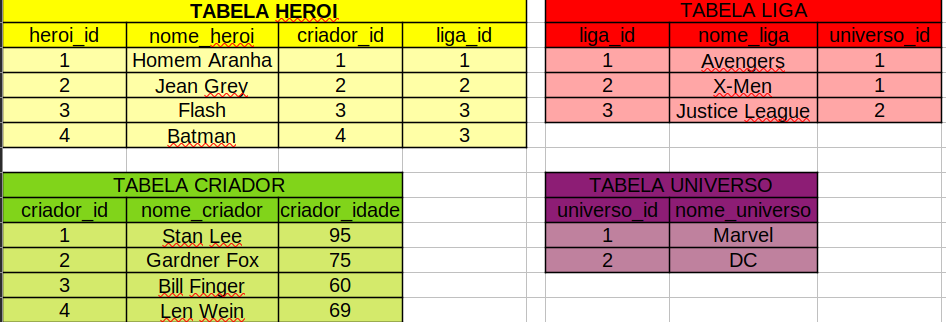 TABELA HEROI
heroi_id nome_heroi criador_id liga_id
1 Homem Aranha 1 1
2 Jean Grey 2 2
3 Flash 3 3
4 Batman 4 3
TABELA LIGA
liga_id nome_liga universo_id
1 Avengers 1
2 X-Men 1
3 Justice League 2
TABELA CRIADOR
criador_id nome_criador criador_idade
1 Stan Lee 95
2 Gardner Fox 75
3 Bill Finger 60
4 Len Wein 69
TABELA UNIVERSO
universo_id nome_universo
1 Marvel
2 DC